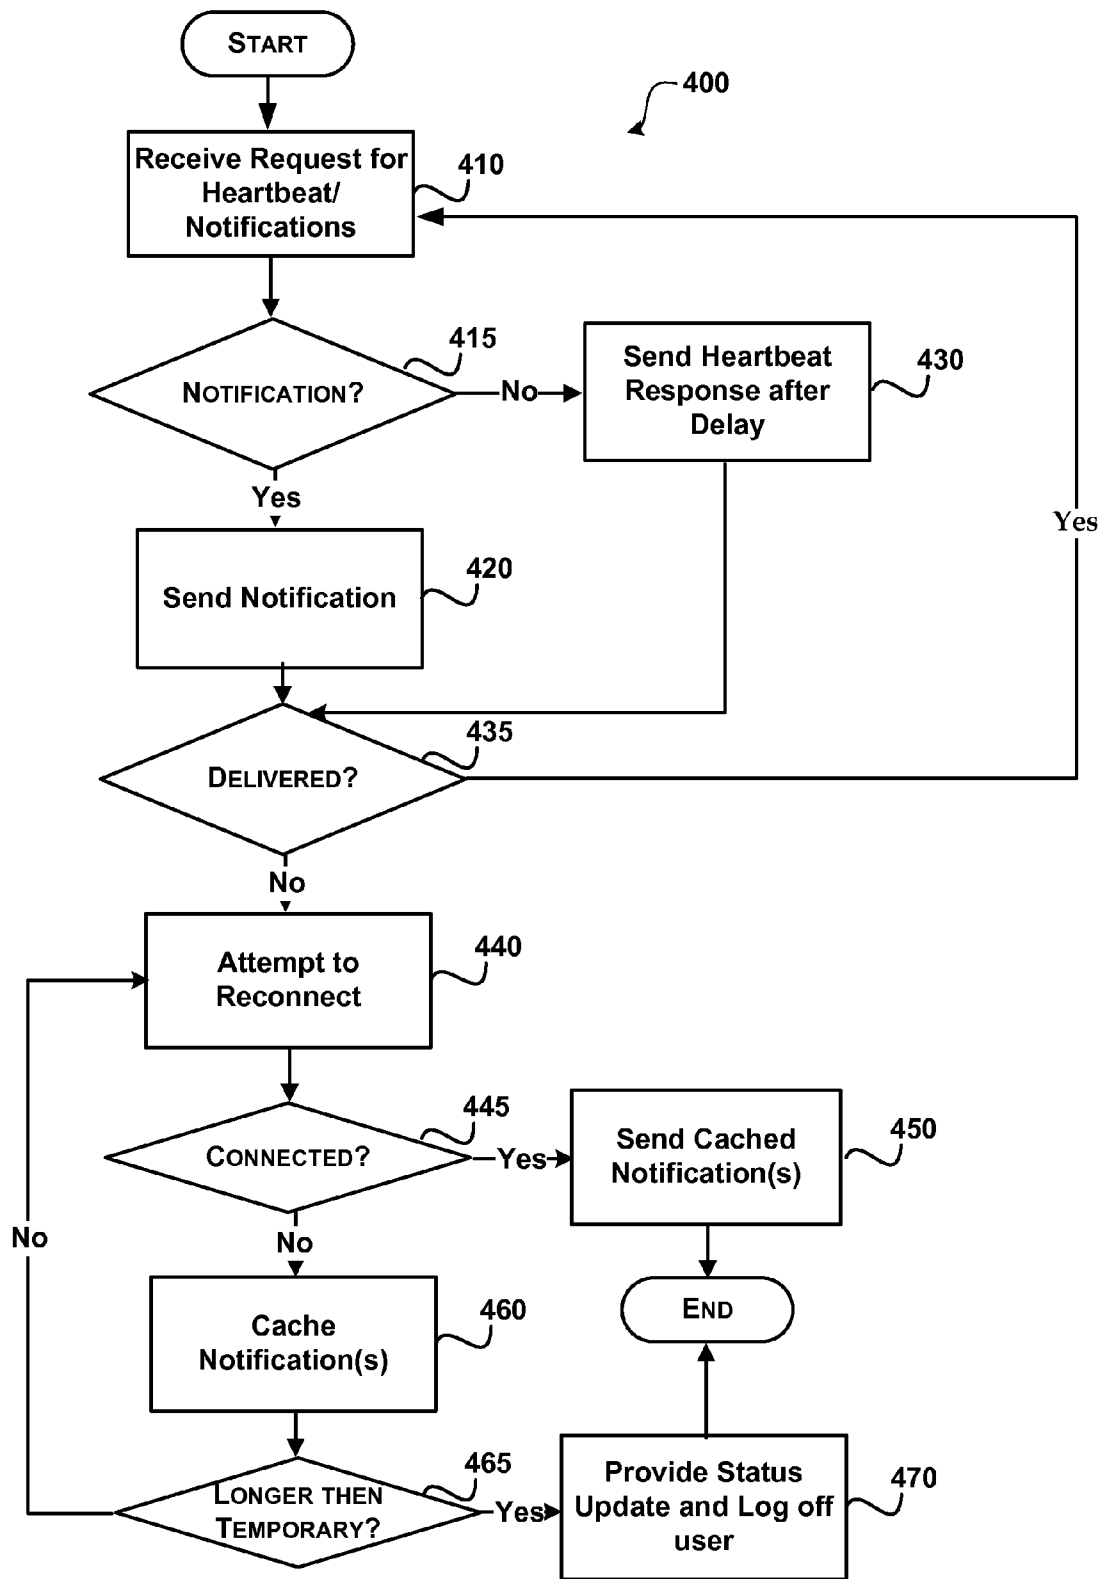 START
400
Receive Request for
Heartbeat/
Notifications
410
415
NOTIFICATION?
No
Send Heartbeat
Response after
Delay
430
Yes
Yes
Send Notification
420
435
DELIVERED?
No
Attempt to
Reconnect
440
445
CONNECTED?
Yes
Send Cached
Notification(s)
450
No
No
Cache
Notification(s)
460
END
465
LONGER THEN
TEMPORARY?
Yes
Provide Status
Update and Log off
user
470